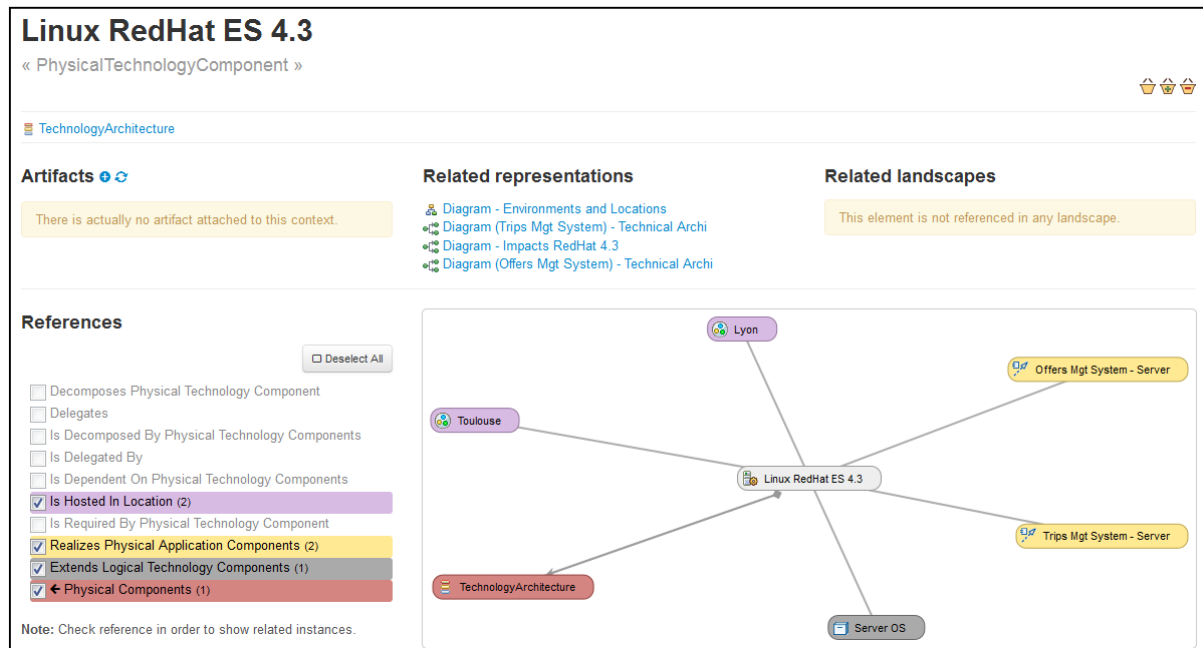 Linux RedHat ES 4.3
« PhysicalTechnologyComponent »
TechnologyArchitecture
Artifacts
There is actually no artifact attached to this context.
Related representations
Diagram - Environments and Locations
Diagram (Trips Mgt System) - Technical Archi
Diagram - Impacts RedHat 4.3
Diagram (Offers Mgt System) - Technical Archi
Related landscapes
This element is not referenced in any landscape.
References
Deselect All
Decomposes Physical Technology Component
Delegates
Is Decomposed By Physical Technology Components
Is Delegated By
Is Dependent On Physical Technology Components
Is Hosted In Location (2)
Is Required By Physical Technology Component
Realizes Physical Application Components (2)
Extends Logical Technology Components (1)
← Physical Components (1)
Note: Check reference in order to show related instances.
Lyon
Offers Mgt System - Server
Toulouse
Linux RedHat ES 4.3
Trips Mgt System - Server
TechnologyArchitecture
Server OS